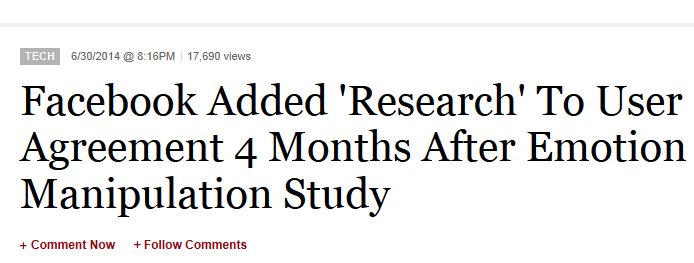 TECH 6/30/2014 @ 8:16PM | 17,690 views
Facebook Added 'Research' To User
Agreement 4 Months After Emotion
Manipulation Study
+ Comment Now + Follow Comments